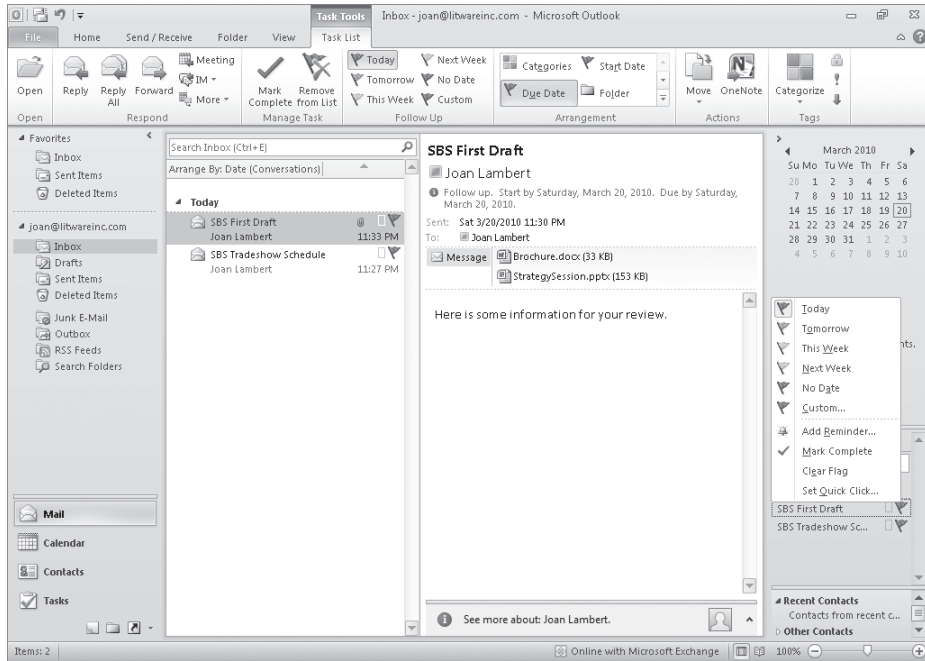 Task Tools
Inbox - joan@litwareinc.com - Microsoft Outlook
File
Home
Send / Receive
Folder
View
Task List
Open
Reply
Reply All
Forward
Meeting
IM
More
Mark Complete
Remove from List
Today
Tomorrow
This Week
Next Week
No Date
Custom
Categories
Start Date
Due Date
Folder
Move
OneNote
Categorize
Open
Respond
Manage Task
Follow Up
Arrangement
Actions
Tags
Favorites
Inbox
Sent Items
Deleted Items
joan@litwareinc.com
Inbox
Drafts
Sent Items
Deleted Items
Junk E-Mail
Outbox
RSS Feeds
Search Folders
Mail
Calendar
Contacts
Tasks
Search Inbox (Ctrl+E)
Arrange By: Date (Conversations)
Today
SBS First Draft
Joan Lambert 11:33 PM
SBS Tradeshow Schedule
Joan Lambert 11:27 PM
SBS First Draft
Joan Lambert
Follow up. Start by Saturday, March 20, 2010. Due by Saturday,
March 20, 2010.
Sent: Sat 3/20/2010 11:30 PM
To: Joan Lambert
Message
Brochure.docx (33 KB)
StrategySession.pptx (153 KB)
Here is some information for your review.
See more about: Joan Lambert.
March 2010
Su Mo Tu We Th Fr Sa
28 1 2 3 4 5 6
7 8 9 10 11 12 13
14 15 16 17 18 19 20
21 22 23 24 25 26 27
28 29 30 31 1 2 3
4 5 6 7 8 9 10
nts.
Today
Tomorrow
This Week
Next Week
No Date
Custom...
Add Reminder...
Mark Complete
Clear Flag
Set Quick Click...
SBS First Draft
SBS Tradeshow Sc...
Recent Contacts
Contacts from recent c...
Other Contacts
Items: 2
Online with Microsoft Exchange
100%